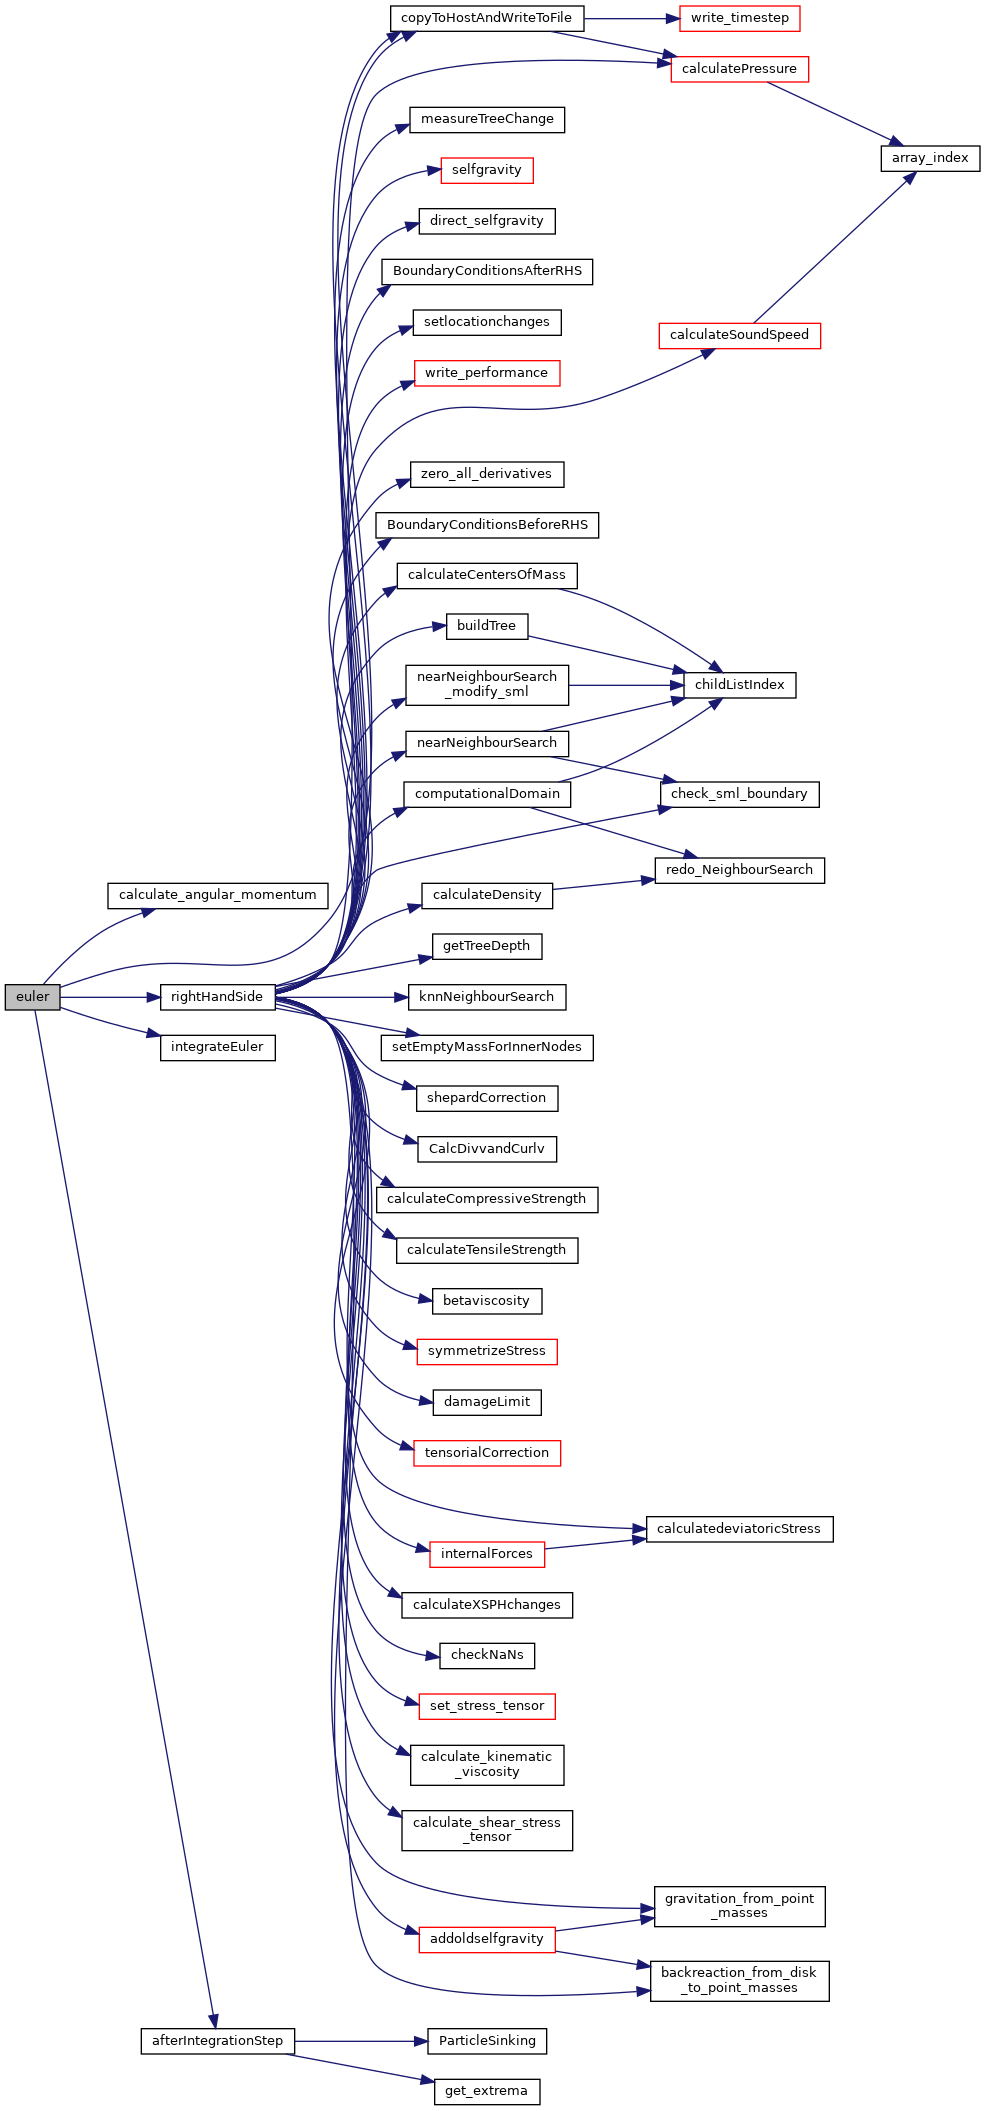 copyToHostAndWriteToFile
write_timestep
calculatePressure
measureTreeChange
array_index
selfgravity
direct_selfgravity
BoundaryConditionsAfterRHS
setlocationchanges
calculateSoundSpeed
write_performance
zero_all_derivatives
BoundaryConditionsBeforeRHS
calculateCentersOfMass
buildTree
nearNeighbourSearch
_modify_sml
childListIndex
nearNeighbourSearch
computationalDomain
check_sml_boundary
redo_NeighbourSearch
calculate_angular_momentum
calculateDensity
getTreeDepth
euler
rightHandSide
knnNeighbourSearch
integrateEuler
setEmptyMassForInnerNodes
shepardCorrection
CalcDivvandCurlv
calculateCompressiveStrength
calculateTensileStrength
betaviscosity
symmetrizeStress
damageLimit
tensorialCorrection
calculatedeviatoricStress
internalForces
calculateXSPHchanges
checkNaNs
set_stress_tensor
calculate_kinematic
_viscosity
calculate_shear_stress
_tensor
gravitation_from_point
_masses
addoldselfgravity
backreaction_from_disk
_to_point_masses
afterIntegrationStep
ParticleSinking
get_extrema